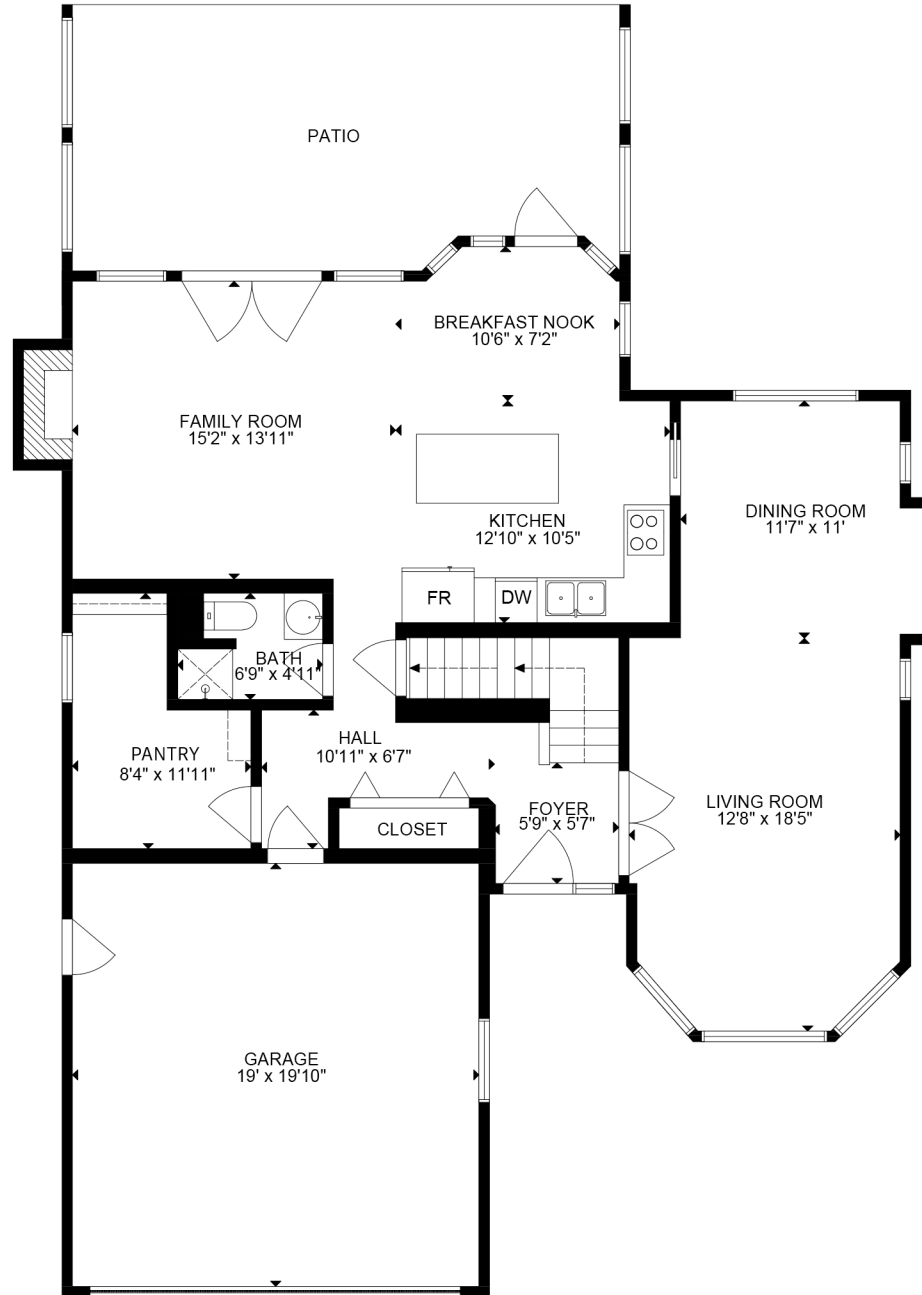 PATIO
BREAKFAST NOOK
10'6" x 7'2"
FAMILY ROOM
15'2" x 13'11"
KITCHEN
12'10" x 10'5"
DINING ROOM
11'7" x 11'
FR
DW
BATH
6'9" x 4'11"
HALL
10'11" x 6'7"
PANTRY
8'4" x 11'11"
CLOSET
FOYER
5'9" x 5'7"
LIVING ROOM
12'8" x 18'5"
GARAGE
19' x 19'10"